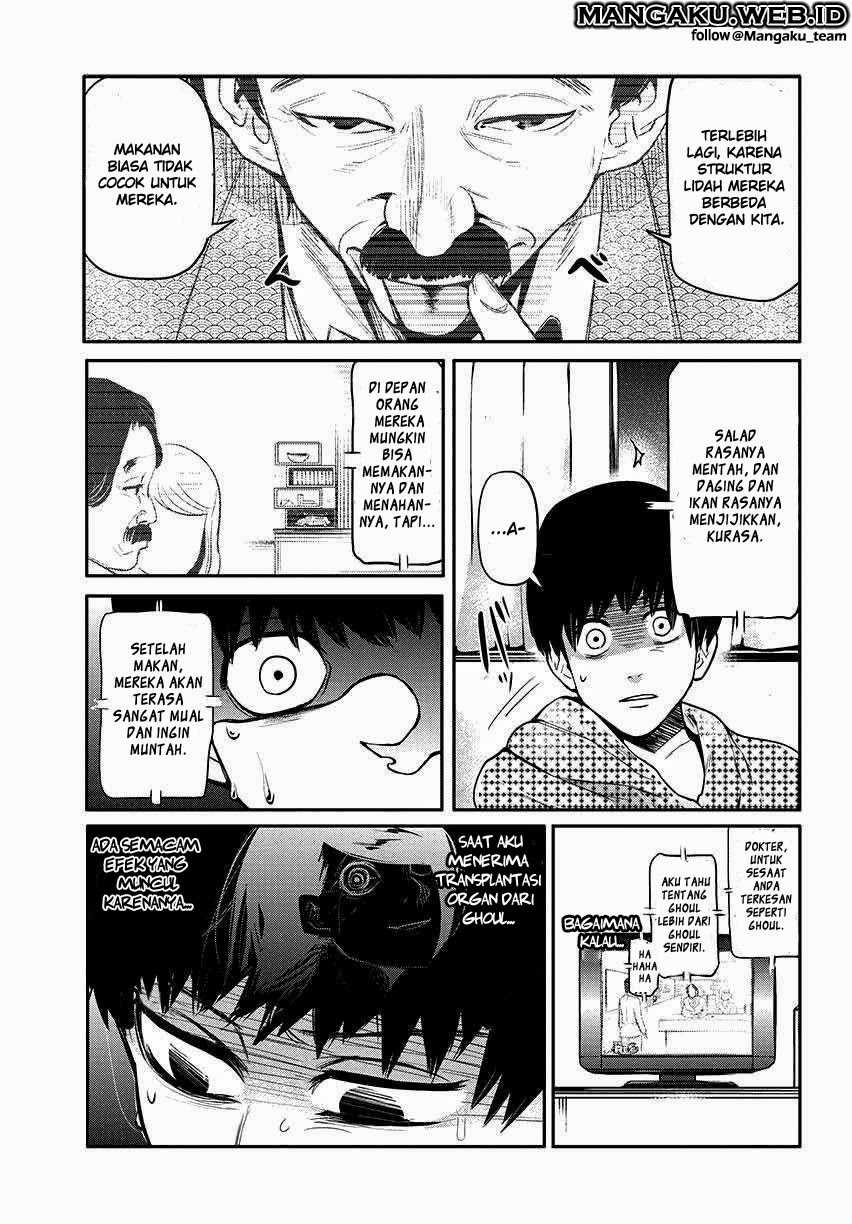 MANGAKU.WEB.ID
follow @Mangaku_team
TERLEBIH
LAGI, KARENA
STRUKTUR
LIDAH MEREKA
BERBEDA
DENGAN KITA.
べ
ん
MAKANAN
BIASA TIDAK
COCOK UNTUK
MEREKA.
SALAD
RASANYA
MENTAH, DAN
DAGING DAN
IKAN RASANYA
MENJIJIKKAN,
KURASA.
...A-
DI DEPAN
ORANG
MEREKA
MUNGKIN
BISA
MEMAKAN-
NYA DAN
MENAHAN-
NYA, TAPI...
SETELAH
MAKAN,
MEREKA AKAN
TERASA
SANGAT MUAL
DAN INGIN
MUNTAH.
DOKTER,
UNTUK
SESAAT
ANDA
TERKESAN
SEPERTI
GHOUL.
AKU TAHU
TENTANG
GHOUL
LEBIH DARI
GHOUL
SENDIRI.
HA
HAHA
HA
BAGAIMANA
KALAU...
SAAT AKU
MENERIMA
TRANSPLANTASI
ORGAN DARI
GHOUL...
ADA SEMACAM
EFEK YANG
MUNCUL
KARENANYA...